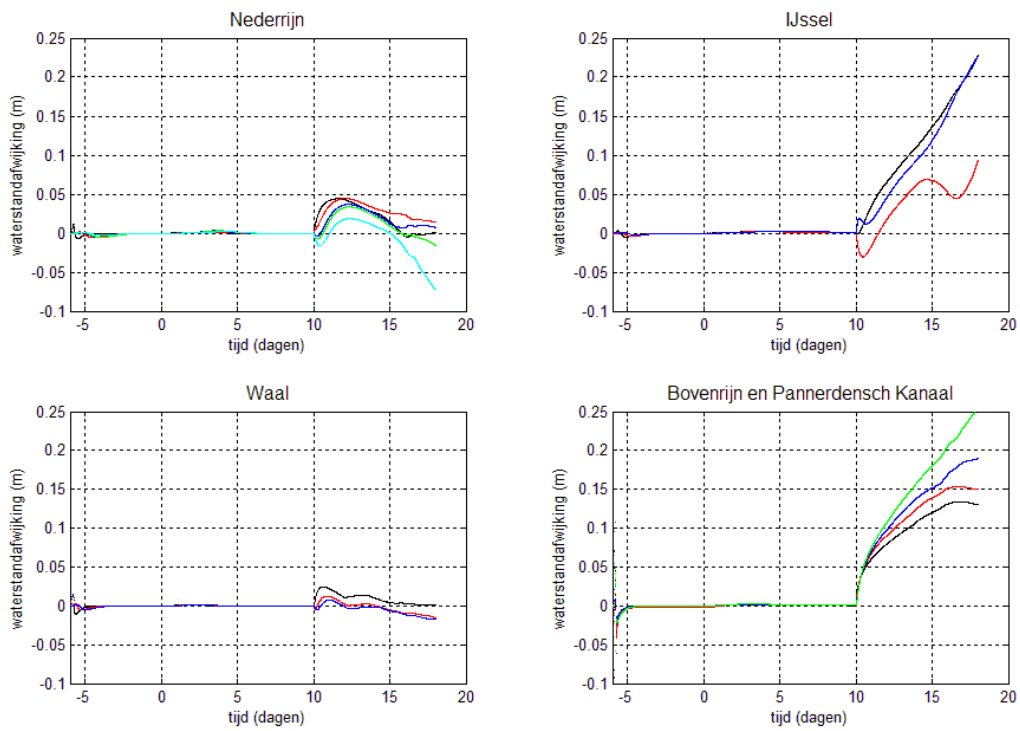 Nederrijn
0.25
0.2
0.15
0.1
0.05
0
-0.05
-0.1
waterstandafwijking (m)
-5 0 5 10 15 20
tijd (dagen)
IJssel
0.25
0.2
0.15
0.1
0.05
0
-0.05
-0.1
waterstandafwijking (m)
-5 0 5 10 15 20
tijd (dagen)
Waal
0.25
0.2
0.15
0.1
0.05
0
-0.05
-0.1
waterstandafwijking (m)
-5 0 5 10 15 20
tijd (dagen)
Bovenrijn en Pannerdensch Kanaal
0.25
0.2
0.15
0.1
0.05
0
-0.05
-0.1
waterstandafwijking (m)
-5 0 5 10 15 20
tijd (dagen)